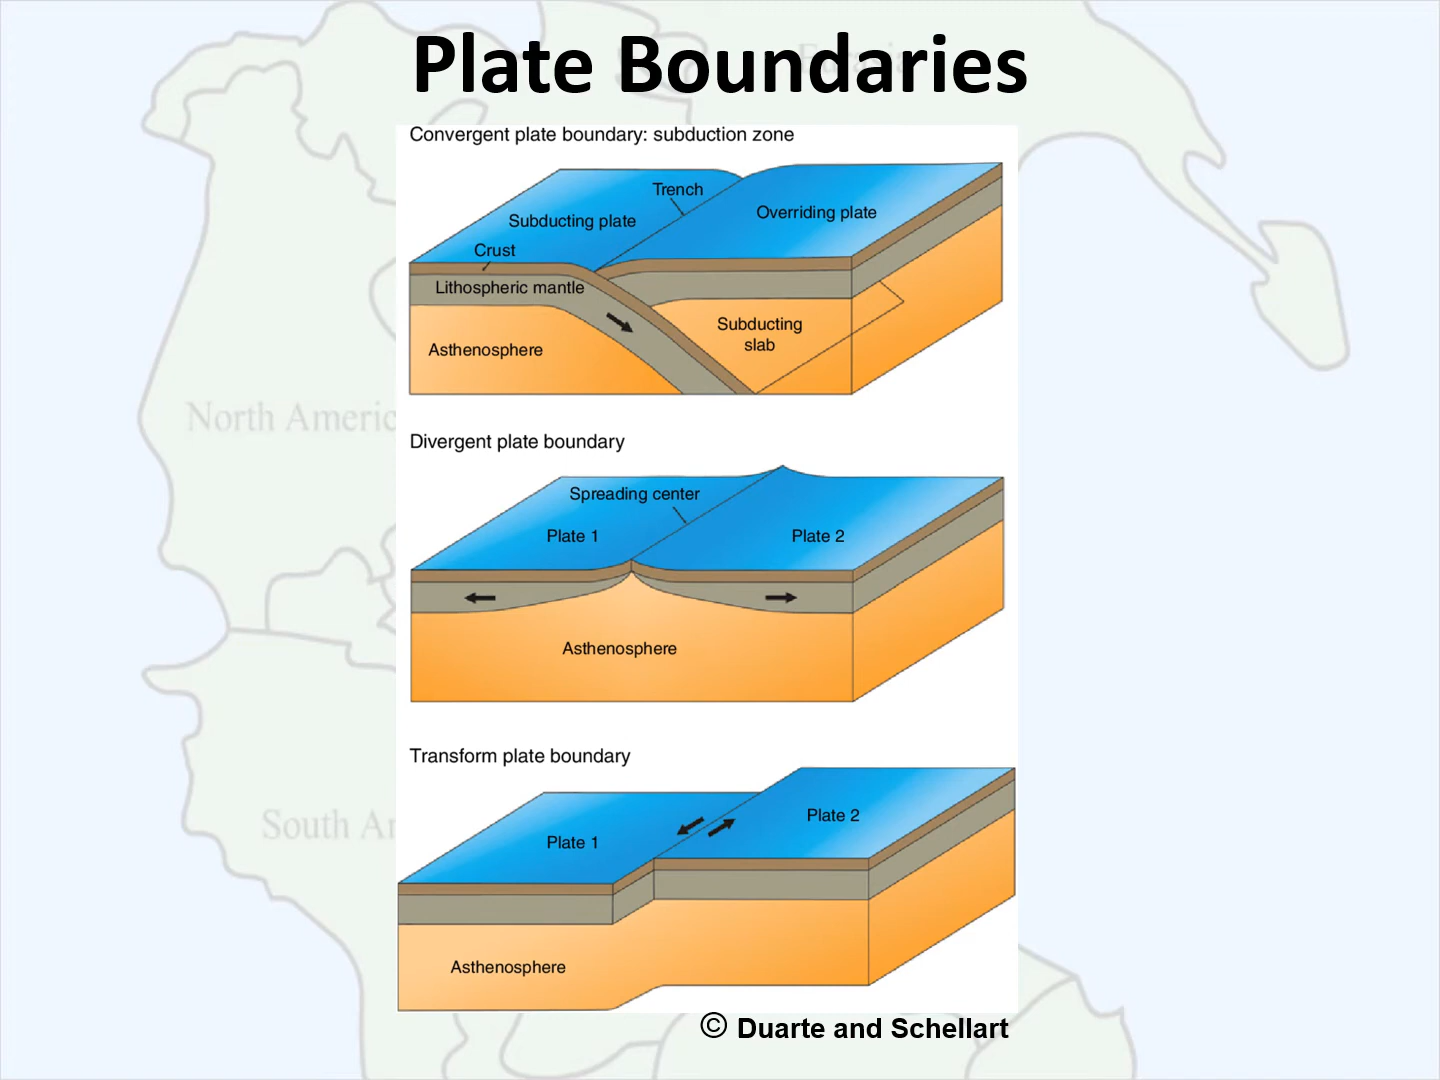 Plate Boundaries
Convergent plate boundary: subduction zone
Trench
Subducting plate
Overriding plate
Crust
Lithospheric mantle
Subducting
slab
Asthenosphere
North Americ
Divergent plate boundary
Spreading center
Plate 1
Plate 2
Asthenosphere
Transform plate boundary
Plate 2
Plate 1
South Ar
Asthenosphere
© Duarte and Schellart